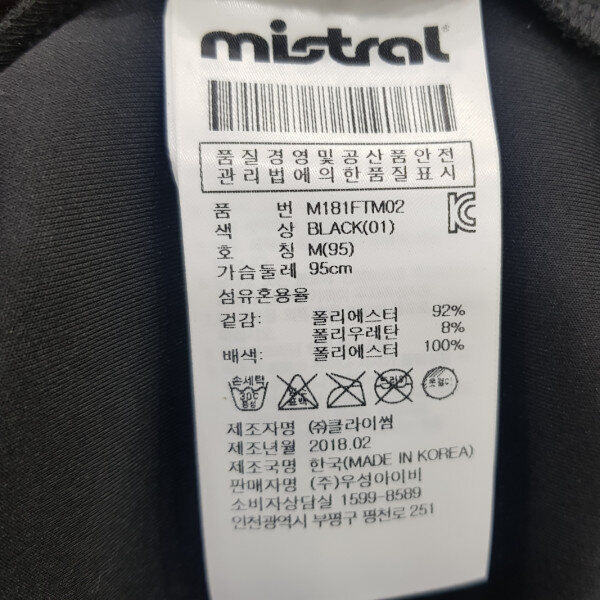 mistral
품질경영및공산품안전
관리법에의한품질표시
품 번 M181FTM02
색 상 BLACK(01)
호 칭 M(95)
가슴둘레 95cm
섬유혼용율
겉감: 폴리에스터 92%
폴리우레탄 8%
배색: 폴리에스터 100%
손세탁
30℃
중성
제조자명 ㈜클라이썸
제조년월 2018.02
제조국명 한국(MADE IN KOREA)
판매자명 (주)우성아이비
소비자상담실 1599-8589
인천광역시 부평구 평천로 251